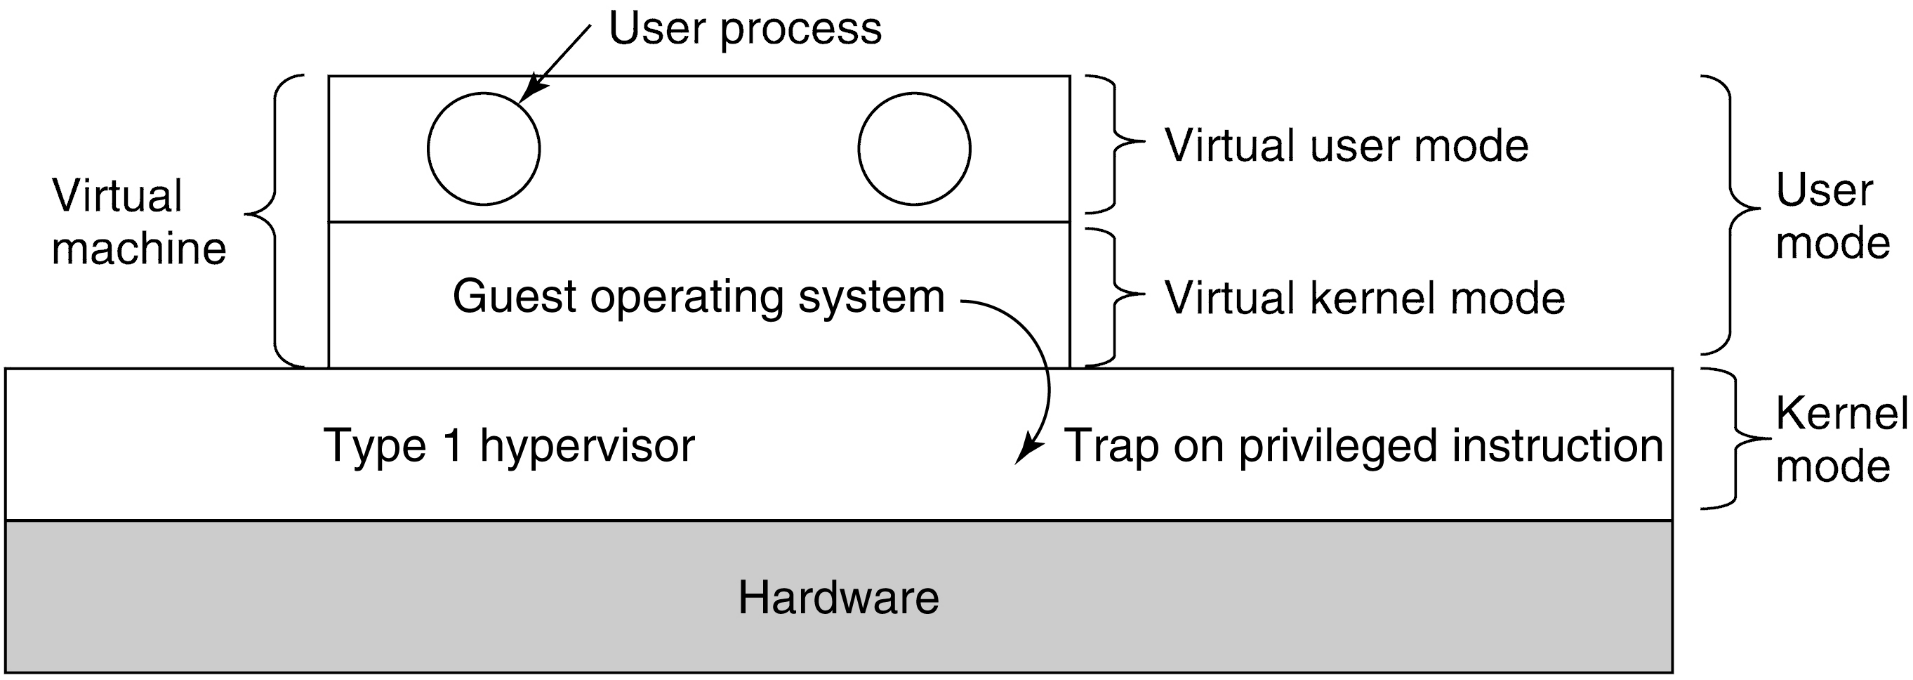 User process
Virtual user mode
Virtual
machine
User
mode
Guest operating system
Virtual kernel mode
Type 1 hypervisor
Trap on privileged instruction
Kernel
mode
Hardware